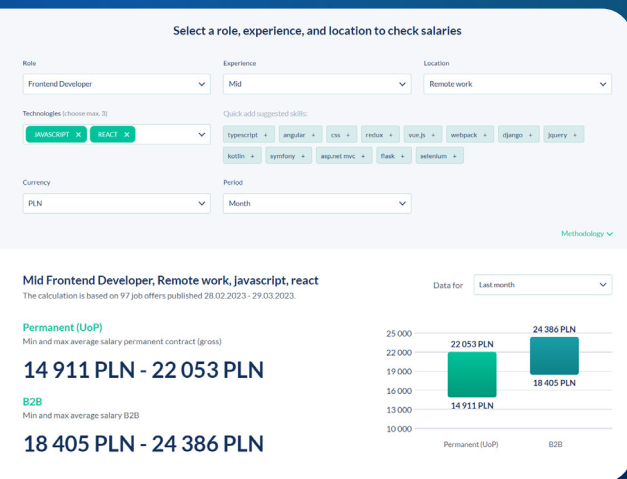 Select a role, experience, and location to check salaries
Role
Experience
Location
Frontend Developer
Mid
Remote work
Technologies (choose max. 3)
Quick add suggested skills:
JAVASCRIPT ×
REACT ×
typescript +
angular +
css +
redux +
vue.js +
webpack +
django +
jquery +
kotlin +
symfony +
asp.net mvc +
flask +
selenium +
Currency
Period
PLN
Month
Methodology
Mid Frontend Developer, Remote work, javascript, react
The calculation is based on 97 job offers published 28.02.2023 - 29.03.2023.
Data for
Last month
Permanent (UoP)
Min and max average salary permanent contract (gross)
14 911 PLN - 22 053 PLN
B2B
Min and max average salary B2B
18 405 PLN - 24 386 PLN
25 000
22 000
19 000
16 000
13 000
10 000
22 053 PLN
14 911 PLN
24 386 PLN
18 405 PLN
Permanent (UoP)
B2B